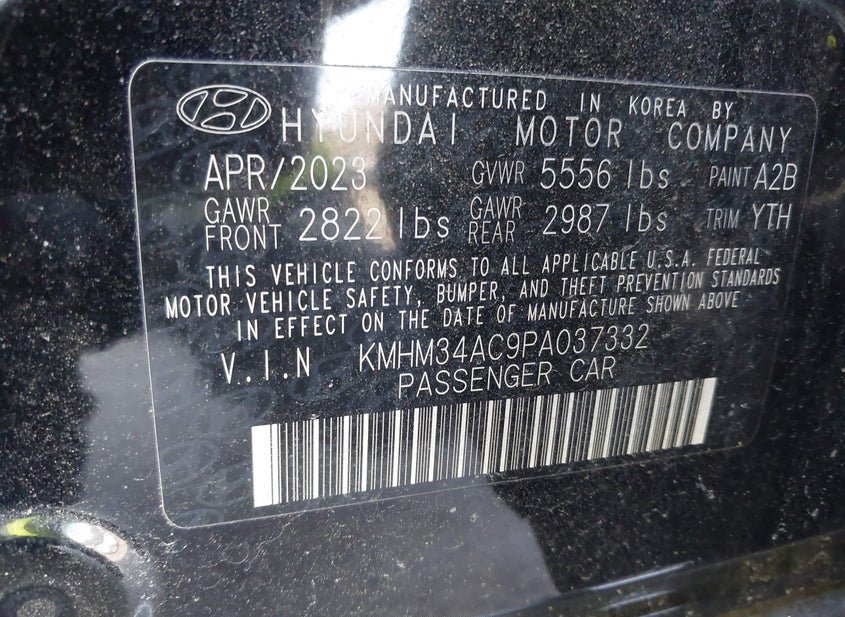 MANUFACTURED IN KOREA BY
HYUNDAI MOTOR COMPANY
APR/2023 GVWR 5556 lbs PAINT A2B
GAWR FRONT 2822 lbs GAWR REAR 2987 lbs TRIM YTH
THIS VEHICLE CONFORMS TO ALL APPLICABLE U.S.A. FEDERAL
MOTOR VEHICLE SAFETY, BUMPER, AND THEFT PREVENTION STANDARDS
IN EFFECT ON THE DATE OF MANUFACTURE SHOWN ABOVE
V.I.N KMHM34AC9PA037332
PASSENGER CAR